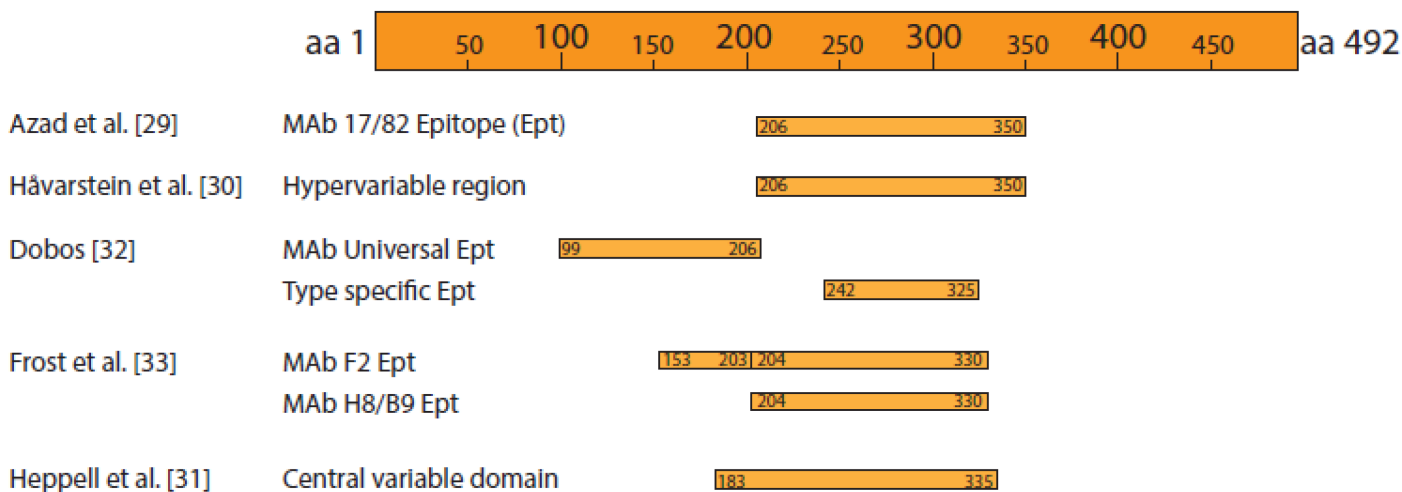 aa 1 50 100 150 200 250 300 350 400 450 aa 492
Azad et al. [29] MAb 17/82 Epitope (Ept) 206 350
Håvarstein et al. [30] Hypervariable region 206 350
Dobos [32] MAb Universal Ept 99 206
Type specific Ept 242 325
Frost et al. [33] MAb F2 Ept 153 203 204 330
MAb H8/B9 Ept 204 330
Heppell et al. [31] Central variable domain 183 335